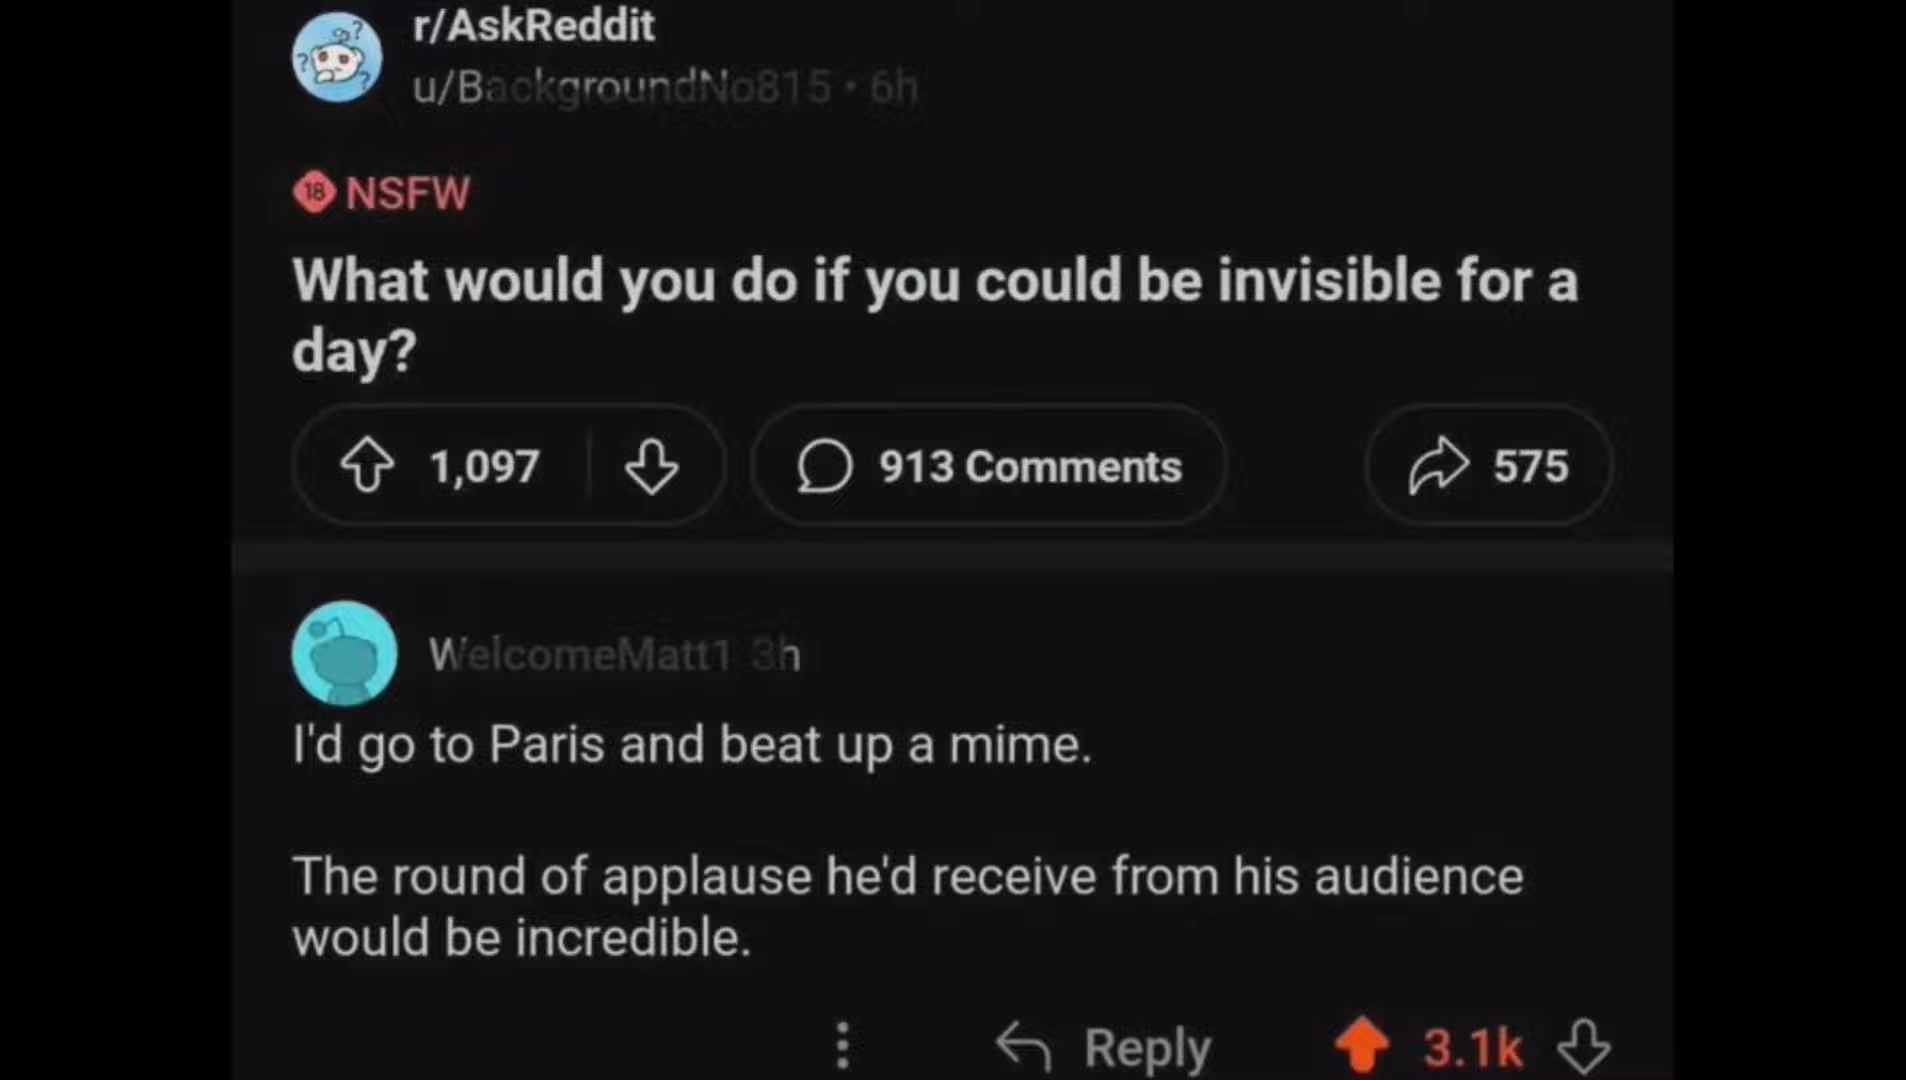 r/AskReddit
u/BackgroundNo815 • 6h
18 NSFW
What would you do if you could be invisible for a
day?
1,097 913 Comments 575
WelcomeMatt1 3h
I'd go to Paris and beat up a mime.
The round of applause he'd receive from his audience
would be incredible.
Reply 3.1k